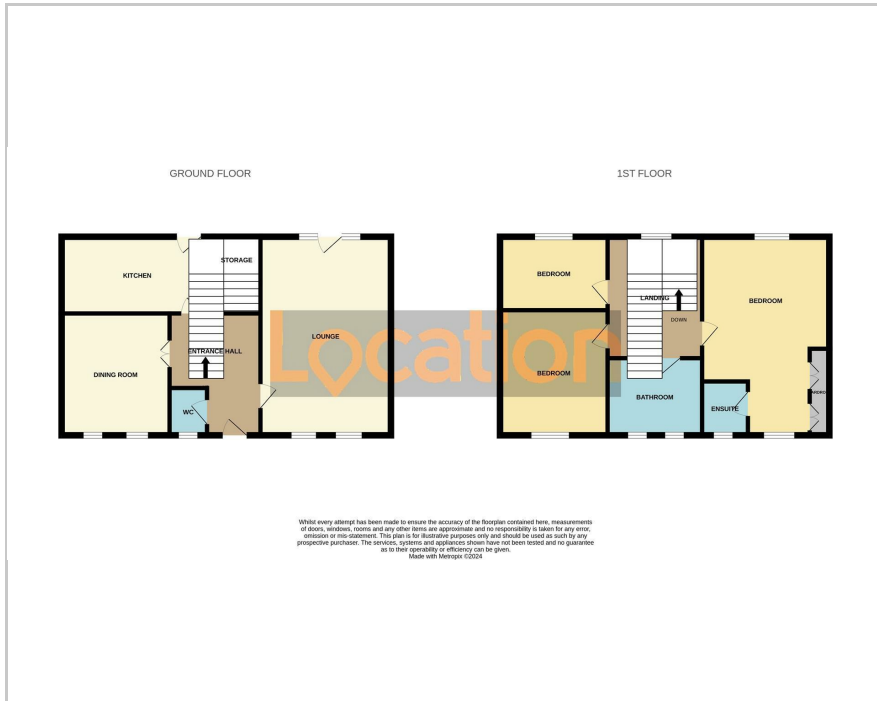 GROUND FLOOR
STORAGE
KITCHEN
LOUNGE
ENTRANCE HALL
DINING ROOM
WC
1ST FLOOR
BEDROOM
LANDING
BEDROOM
DOWN
BEDROOM
BATHROOM
ENSUITE
Location
Whilst every attempt has been made to ensure the accuracy of the floorplan contained here, measurements
of doors, windows, rooms and any other items are approximate and no responsibility is taken for any error,
omission or mis-statement. This plan is for illustrative purposes only and should be used as such by any
prospective purchaser. The services, systems and appliances shown have not been tested and no guarantee
as to their operability or efficiency can be given.
Made with Metropix ©2024